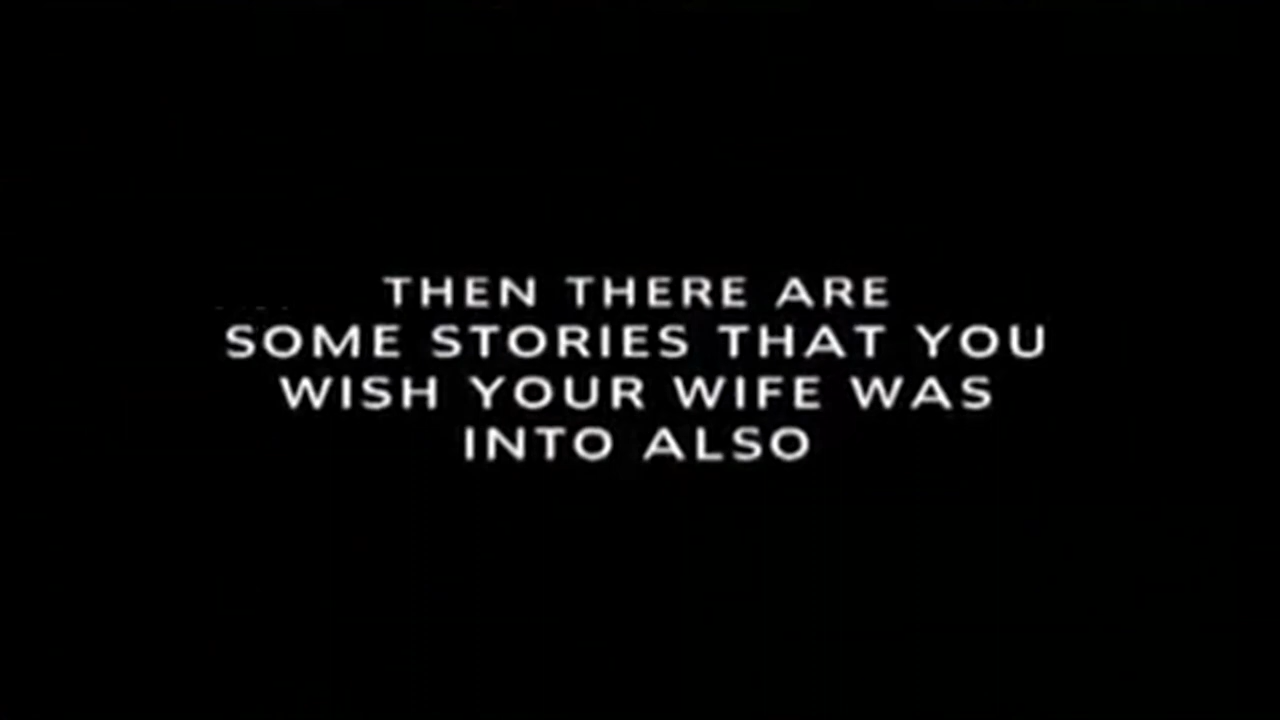 THEN THERE ARE
SOME STORIES THAT YOU
WISH YOUR WIFE WAS
INTO ALSO